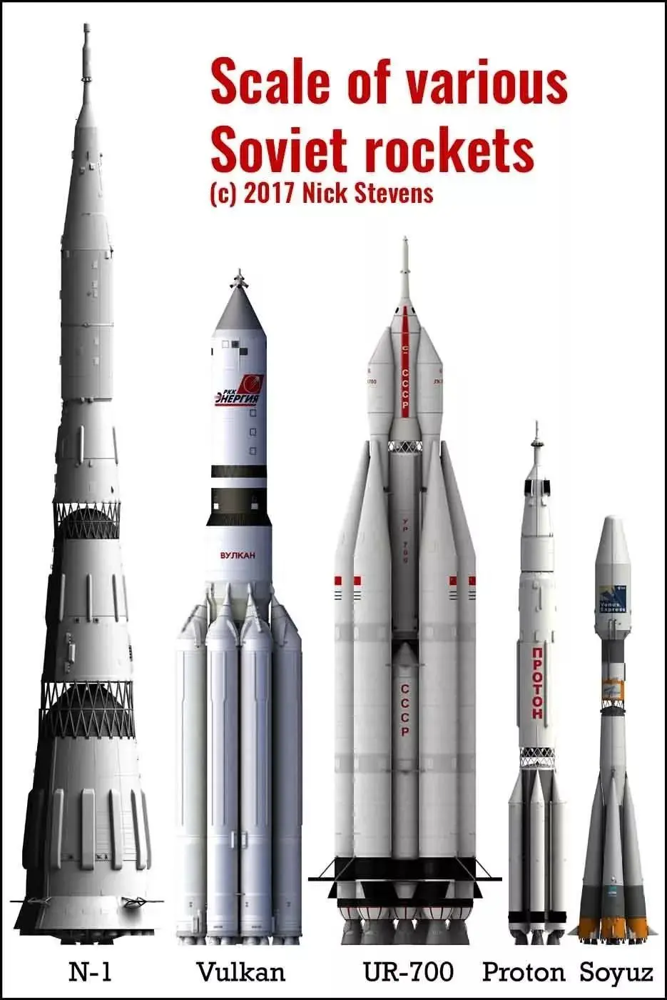 Scale of various
Soviet rockets
(c) 2017 Nick Stevens
РКК
ЭНЕРГИЯ
ВУЛКАН
СССР
УР 700
СССР
ПРОТОН
Venus
Express
N-1
Vulkan
UR-700
Proton
Soyuz